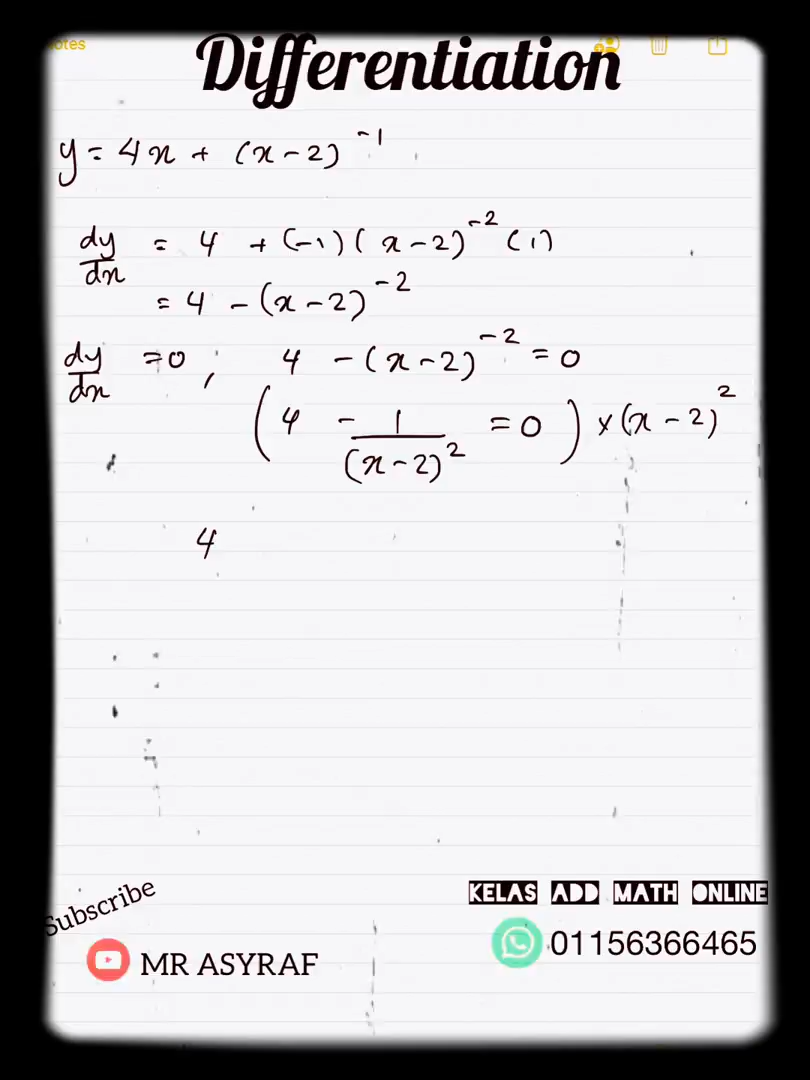 Notes
Differentiation
y = 4x + (x-2)^-1
dy/dx = 4 + (-1)(x-2)^-2 (1)
= 4 - (x-2)^-2
dy/dx = 0 ; 4 - (x-2)^-2 = 0
(4 - 1/(x-2)^2 = 0) × (x-2)^2
4
Subscribe
MR ASYRAF
KELAS ADD MATH ONLINE
01156366465